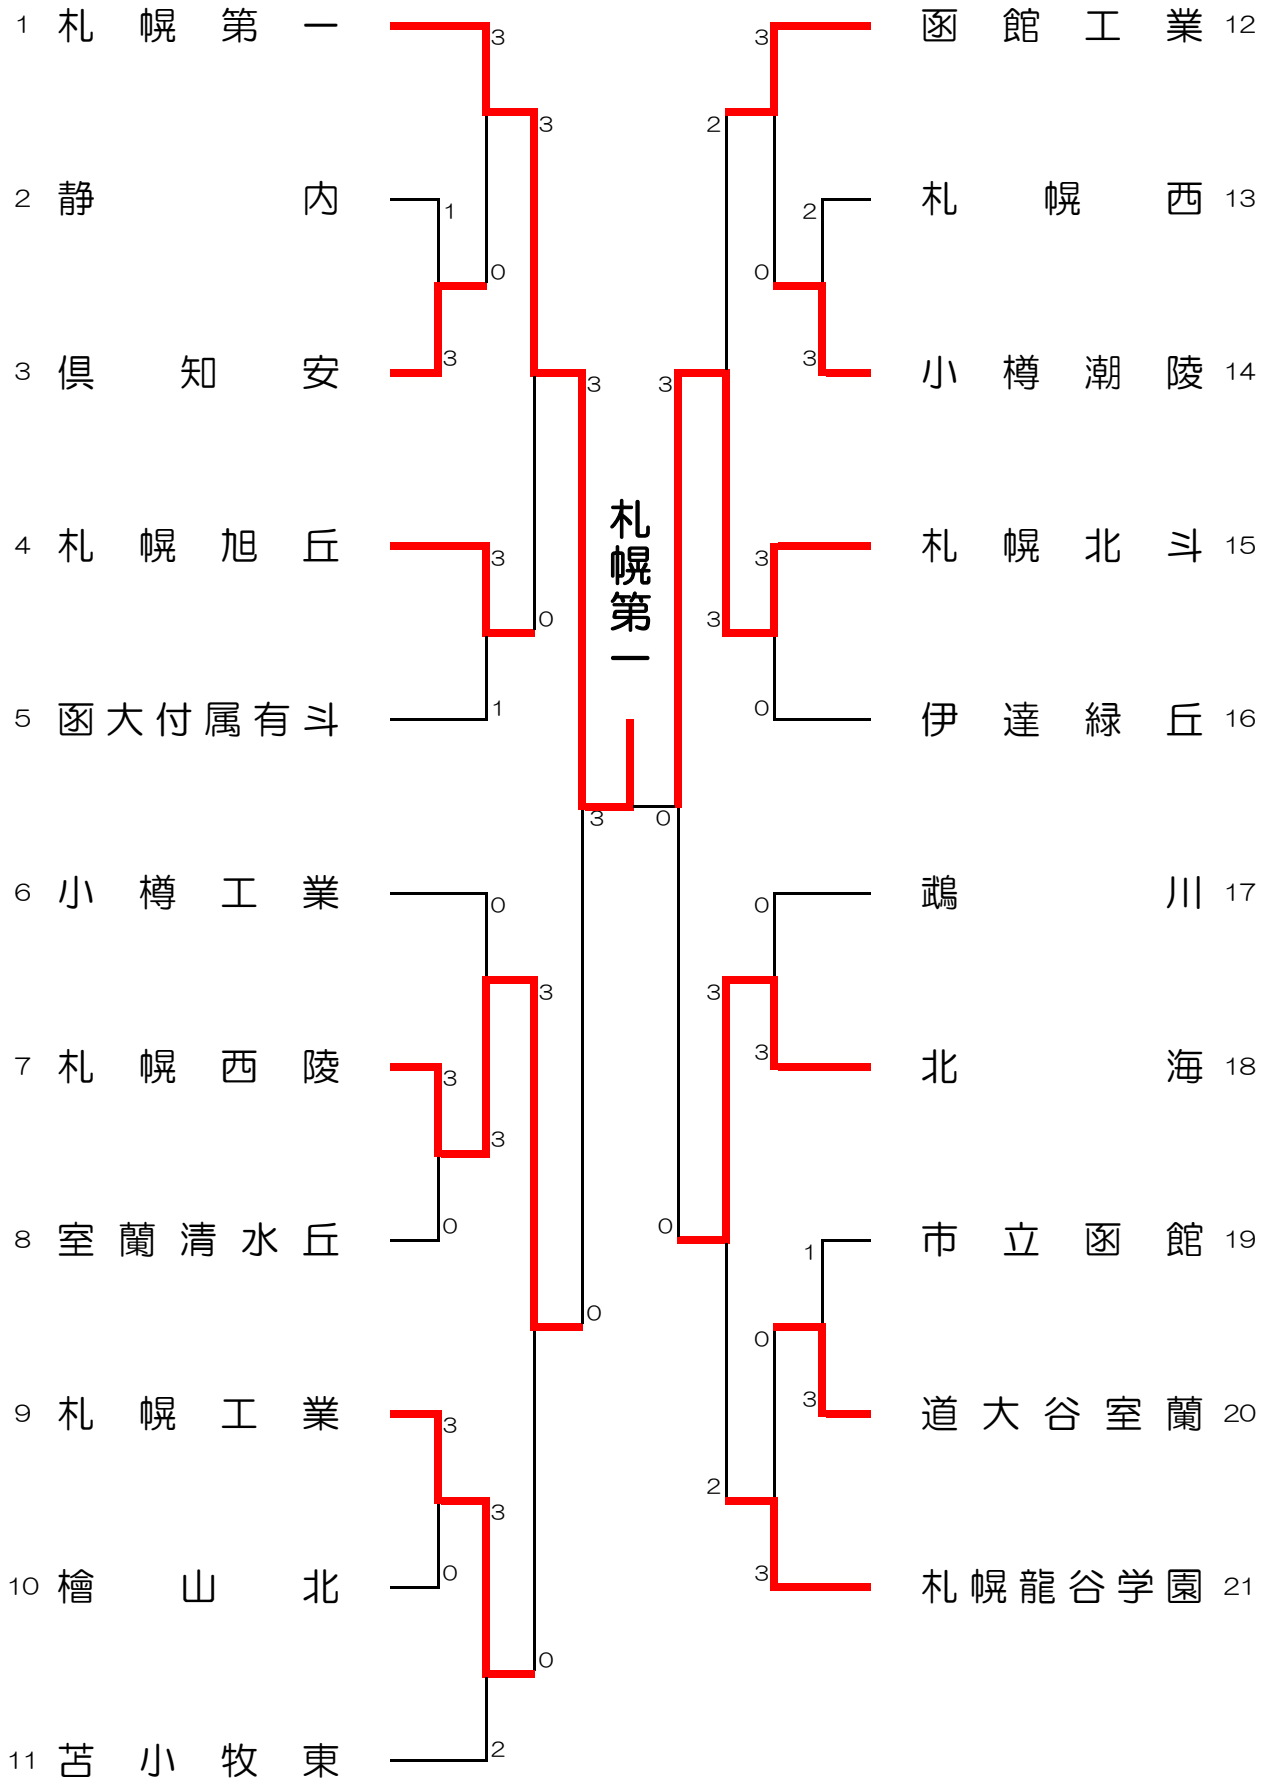 1 札幌第一
3
3 函館工業 12
3
2
2 静内
1
2 札幌西 13
0
0
3 倶知安
3
3 小樽潮陵 14
3
3
札幌第一
4 札幌旭丘
3
3 札幌北斗 15
0
3
5 函大付属有斗
1
0 伊達緑丘 16
3
0
6 小樽工業
0
0 鵡川 17
3
3
7 札幌西陵
3
3 北海 18
3
8 室蘭清水丘
0
0
1 市立函館 19
0
0
9 札幌工業
3
3 道大谷室蘭 20
3
2
10 檜山北
0
3 札幌龍谷学園 21
0
11 苫小牧東
2